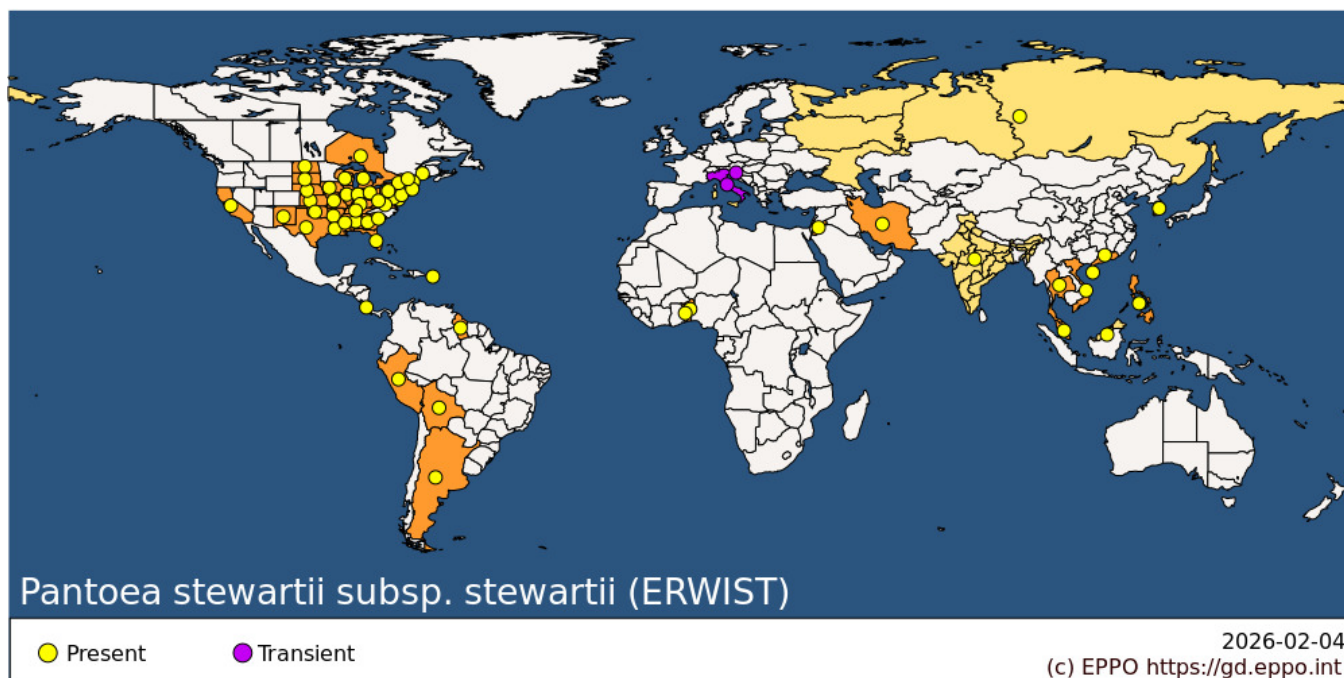 Pantoea stewartii subsp. stewartii (ERWIST)
Present
Transient
2026-02-04
(c) EPPO https://gd.eppo.int